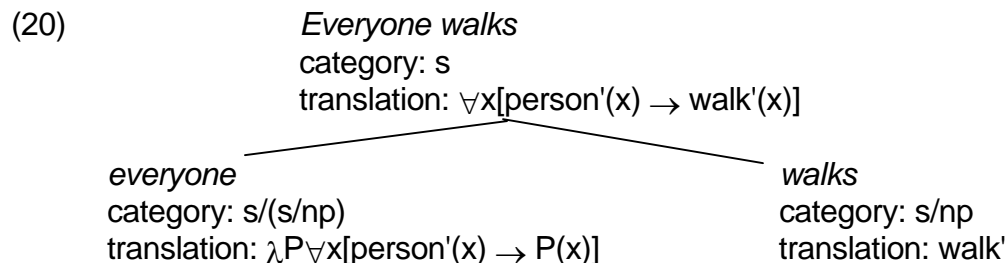 (20) Everyone walks
category: s
translation: ∀x[person'(x) → walk'(x)]
everyone walks
category: s/(s/np) category: s/np
translation: λP∀x[person'(x) → P(x)] translation: walk'